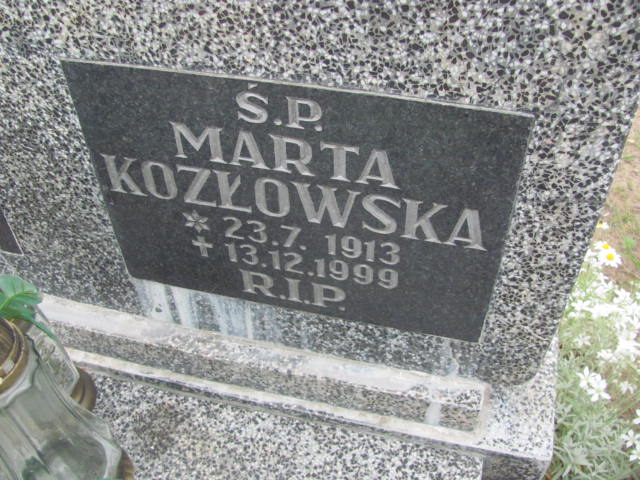 Ś.P.
MARTA
KOZŁOWSKA
* 23.7. 1913
✝ 13.12.1999
R.I.P.